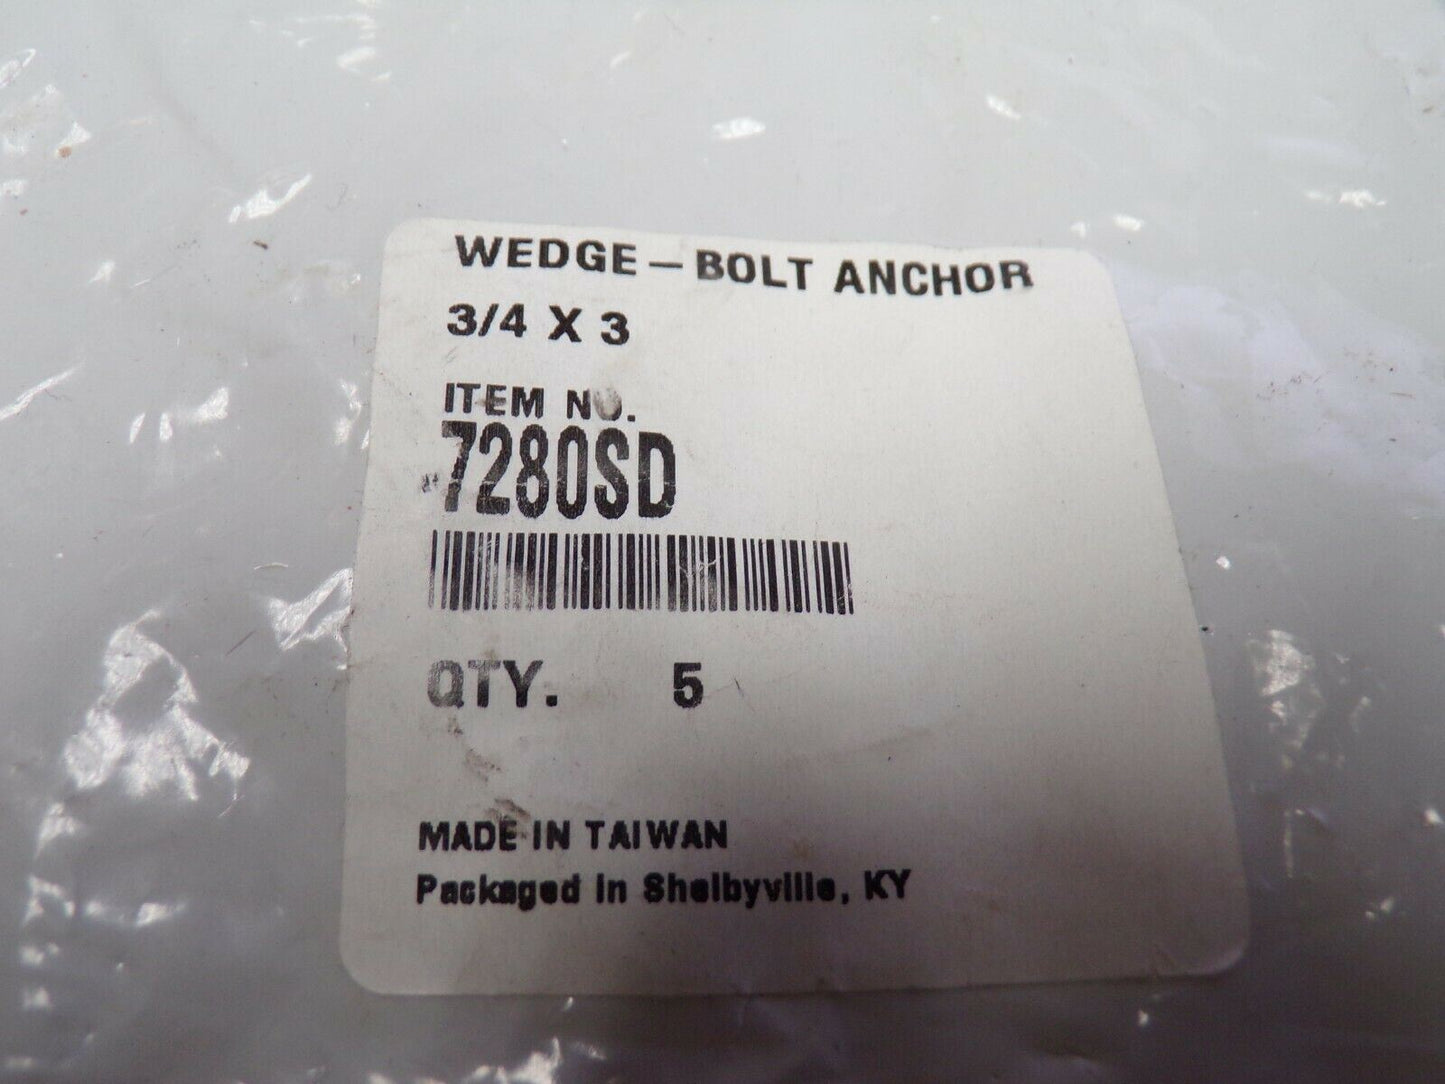 WEDGE-BOLT ANCHOR
3/4 X 3
ITEM NO.
7280SD
QTY. 5
MADE IN TAIWAN
Packaged in Shelbyville, KY